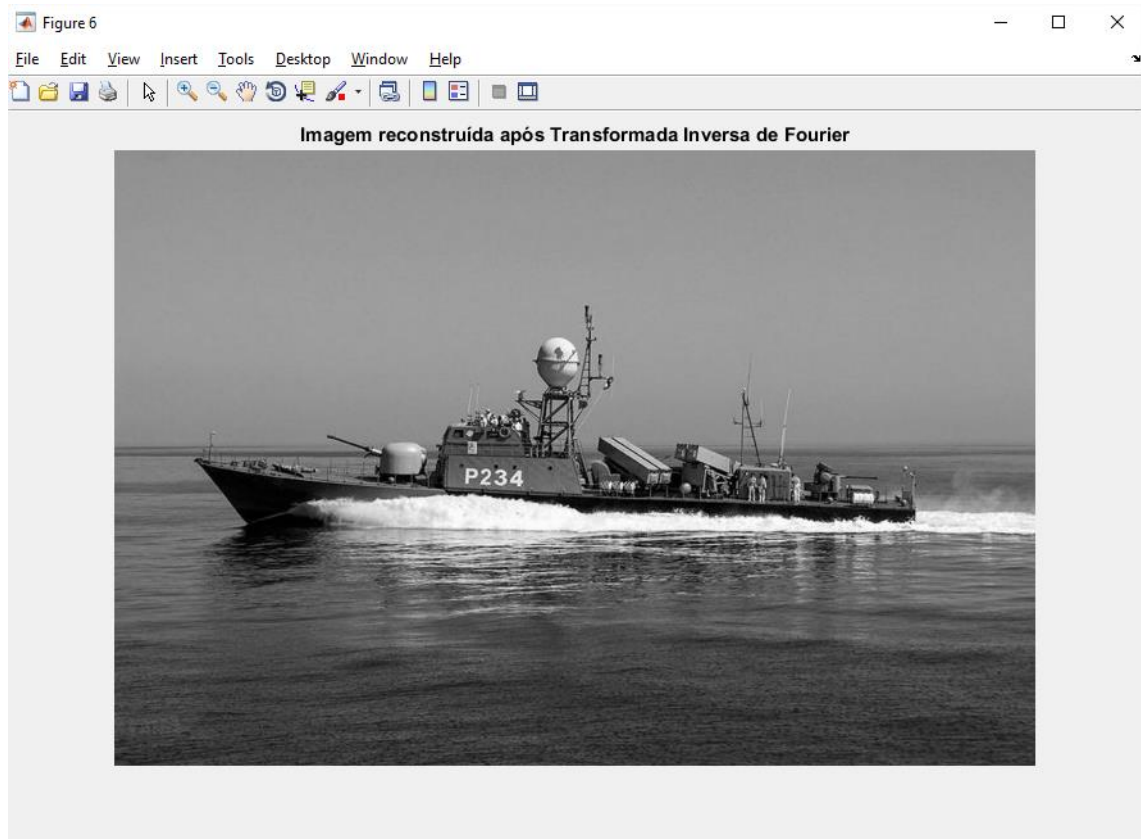 Figure 6
File Edit View Insert Tools Desktop Window Help
Imagem reconstruída após Transformada Inversa de Fourier
P234